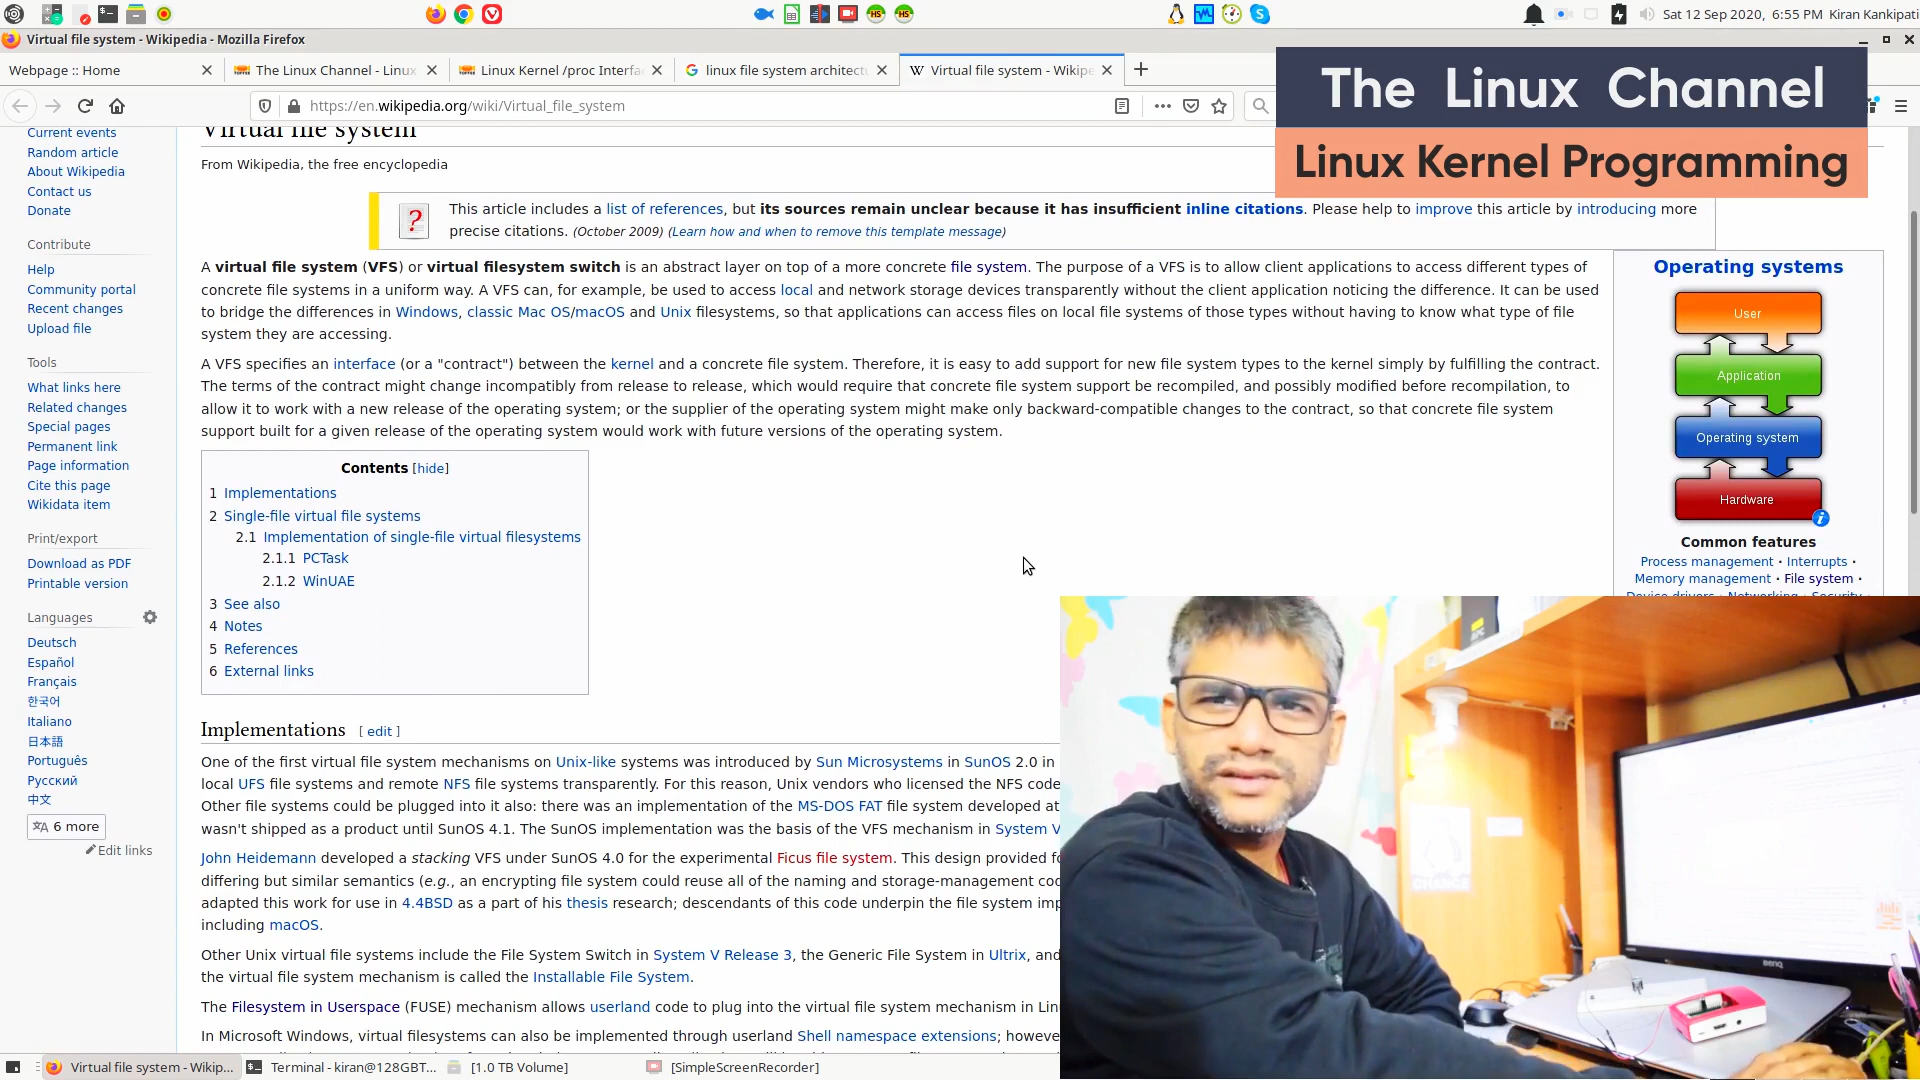 Sat 12 Sep 2020, 6:55 PM Kiran Kankipati
Virtual file system - Wikipedia - Mozilla Firefox
Webpage :: Home
The Linux Channel - Linux
Linux Kernel /proc Interfa
linux file system architectu
Virtual file system - Wikipe
https://en.wikipedia.org/wiki/Virtual_file_system
The Linux Channel
Linux Kernel Programming
Current events
Random article
About Wikipedia
Contact us
Donate
Contribute
Help
Community portal
Recent changes
Upload file
Tools
What links here
Related changes
Special pages
Permanent link
Page information
Cite this page
Wikidata item
Print/export
Download as PDF
Printable version
Languages
Deutsch
Español
Français
한국어
Italiano
日本語
Português
Русский
中文
6 more
Edit links
Virtual file system
From Wikipedia, the free encyclopedia
This article includes a list of references, but its sources remain unclear because it has insufficient inline citations. Please help to improve this article by introducing more
precise citations. (October 2009) (Learn how and when to remove this template message)
A virtual file system (VFS) or virtual filesystem switch is an abstract layer on top of a more concrete file system. The purpose of a VFS is to allow client applications to access different types of
concrete file systems in a uniform way. A VFS can, for example, be used to access local and network storage devices transparently without the client application noticing the difference. It can be used
to bridge the differences in Windows, classic Mac OS/macOS and Unix filesystems, so that applications can access files on local file systems of those types without having to know what type of file
system they are accessing.
A VFS specifies an interface (or a "contract") between the kernel and a concrete file system. Therefore, it is easy to add support for new file system types to the kernel simply by fulfilling the contract.
The terms of the contract might change incompatibly from release to release, which would require that concrete file system support be recompiled, and possibly modified before recompilation, to
allow it to work with a new release of the operating system; or the supplier of the operating system might make only backward-compatible changes to the contract, so that concrete file system
support built for a given release of the operating system would work with future versions of the operating system.
Contents [hide]
1 Implementations
2 Single-file virtual file systems
2.1 Implementation of single-file virtual filesystems
2.1.1 PCTask
2.1.2 WinUAE
3 See also
4 Notes
5 References
6 External links
Operating systems
User
Application
Operating system
Hardware
Common features
Process management · Interrupts ·
Memory management · File system ·
Device drivers · Networking · Security ·
Implementations [ edit ]
One of the first virtual file system mechanisms on Unix-like systems was introduced by Sun Microsystems in SunOS 2.0 in
local UFS file systems and remote NFS file systems transparently. For this reason, Unix vendors who licensed the NFS code
Other file systems could be plugged into it also: there was an implementation of the MS-DOS FAT file system developed at
wasn't shipped as a product until SunOS 4.1. The SunOS implementation was the basis of the VFS mechanism in System V
John Heidemann developed a stacking VFS under SunOS 4.0 for the experimental Ficus file system. This design provided fo
differing but similar semantics (e.g., an encrypting file system could reuse all of the naming and storage-management cod
adapted this work for use in 4.4BSD as a part of his thesis research; descendants of this code underpin the file system imp
including macOS.
Other Unix virtual file systems include the File System Switch in System V Release 3, the Generic File System in Ultrix, and
the virtual file system mechanism is called the Installable File System.
The Filesystem in Userspace (FUSE) mechanism allows userland code to plug into the virtual file system mechanism in Linu
In Microsoft Windows, virtual filesystems can also be implemented through userland Shell namespace extensions; however
CHANGE
BenQ
Virtual file system - Wikip...
Terminal - kiran@128GBT...
[1.0 TB Volume]
[SimpleScreenRecorder]